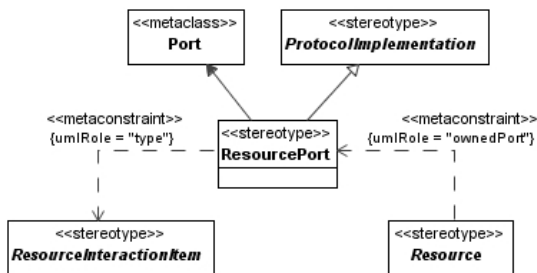 <<metaclass>>
Port
<<stereotype>>
ProtocolImplementation
<<metaconstraint>>
{umlRole = "type"}
<<metaconstraint>>
{umlRole = "ownedPort"}
<<stereotype>>
ResourcePort
<<stereotype>>
ResourceInteractionItem
<<stereotype>>
Resource